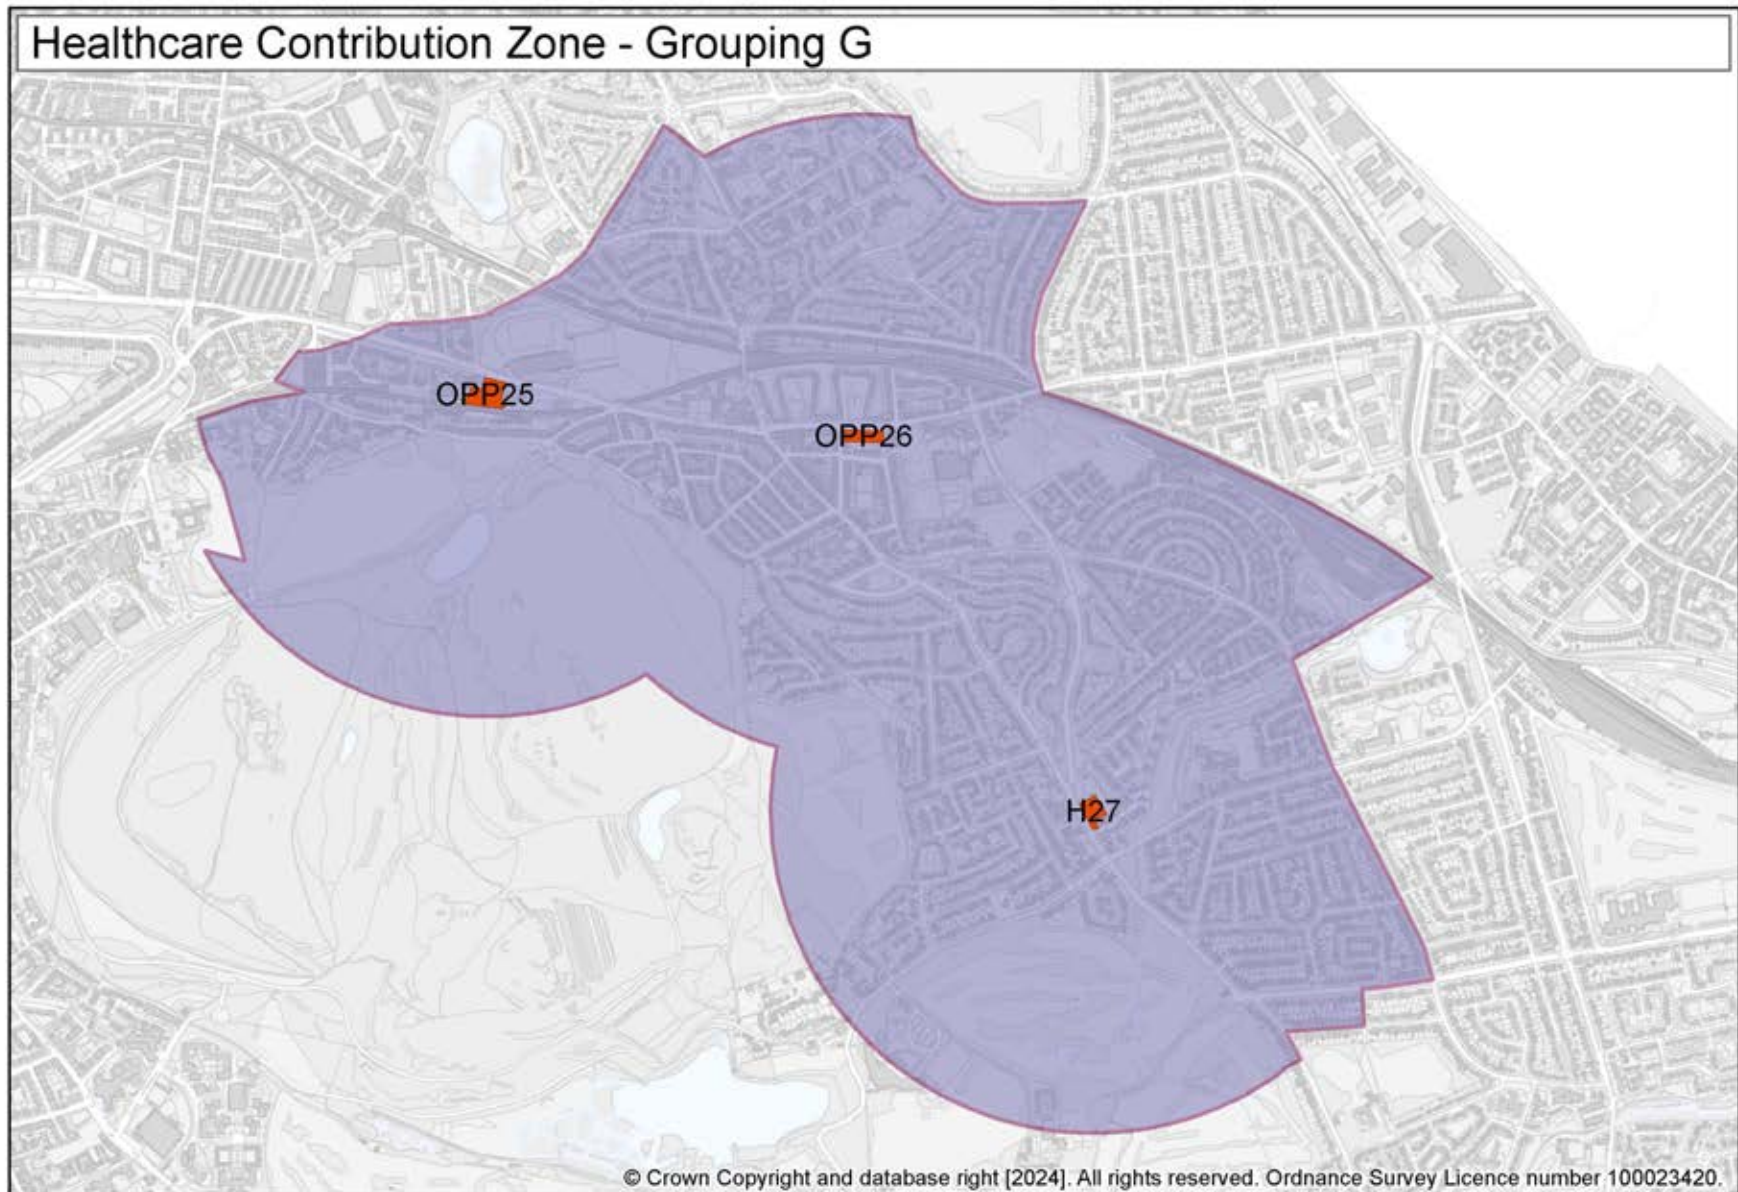 Healthcare Contribution Zone - Grouping G
OPP25
OPP26
H27
© Crown Copyright and database right [2024]. All rights reserved. Ordnance Survey Licence number 100023420.